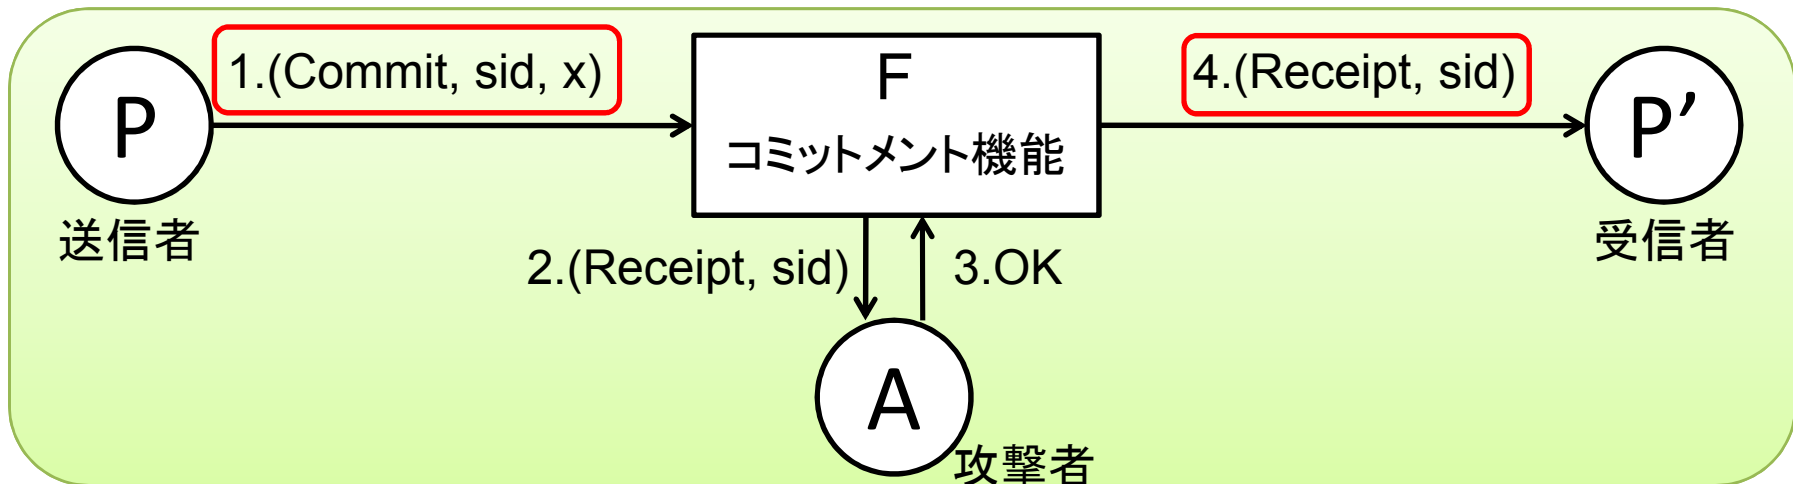 1.(Commit, sid, x)
F
4.(Receipt, sid)
P
コミットメント機能
P′
送信者
受信者
2.(Receipt, sid)
3.OK
A
攻撃者